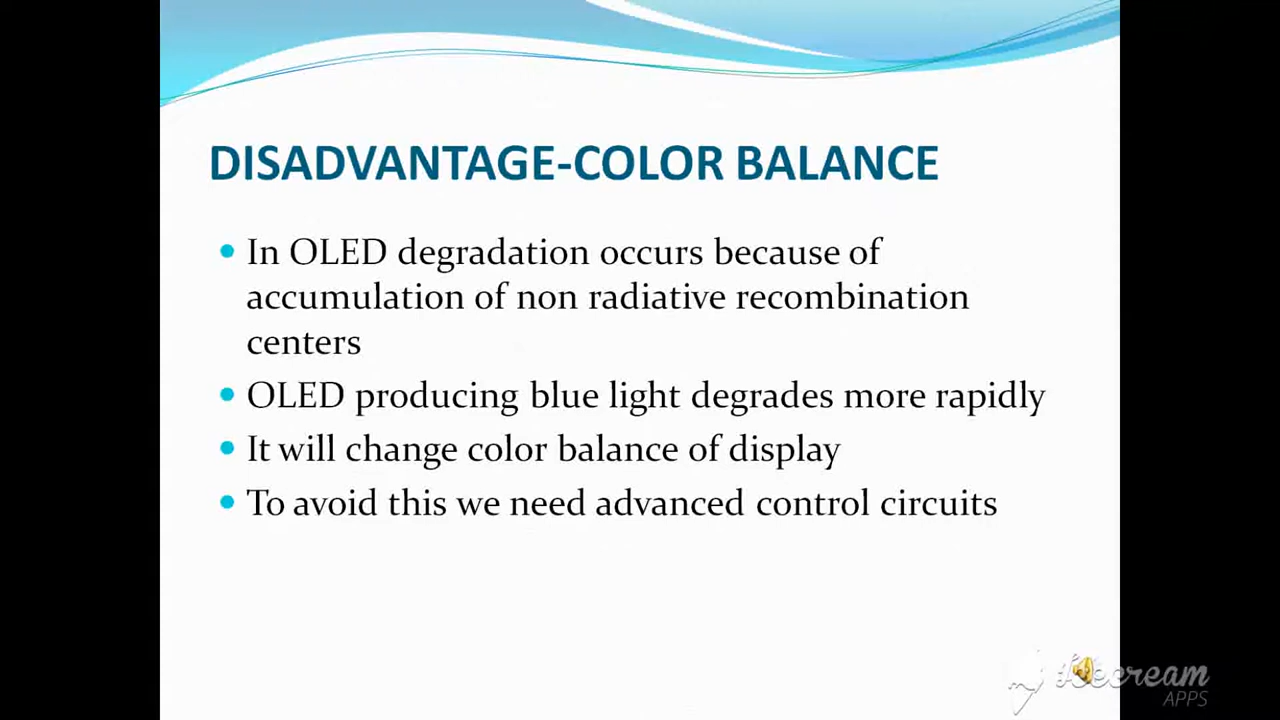 DISADVANTAGE-COLOR BALANCE
In OLED degradation occurs because of
accumulation of non radiative recombination
centers
OLED producing blue light degrades more rapidly
It will change color balance of display
To avoid this we need advanced control circuits
Icecream
APPS